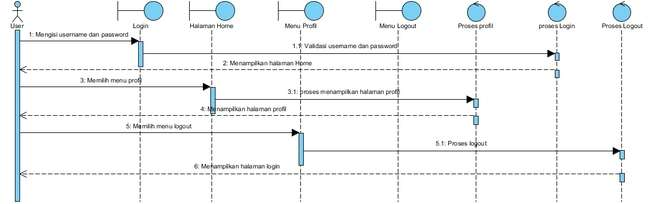 User
Login
Halaman Home
Menu Profil
Menu Logout
Proses profil
proses Login
Proses Logout
1: Mengisi username dan password
1.1: Validasi username dan password
2: Menampilkan halaman Home
3: Memilih menu profil
3.1: proses menampilkan halaman profil
4: Menampilkan halaman profil
5: Memilih menu logout
5.1: Proses logout
6: Menampilkan halaman login